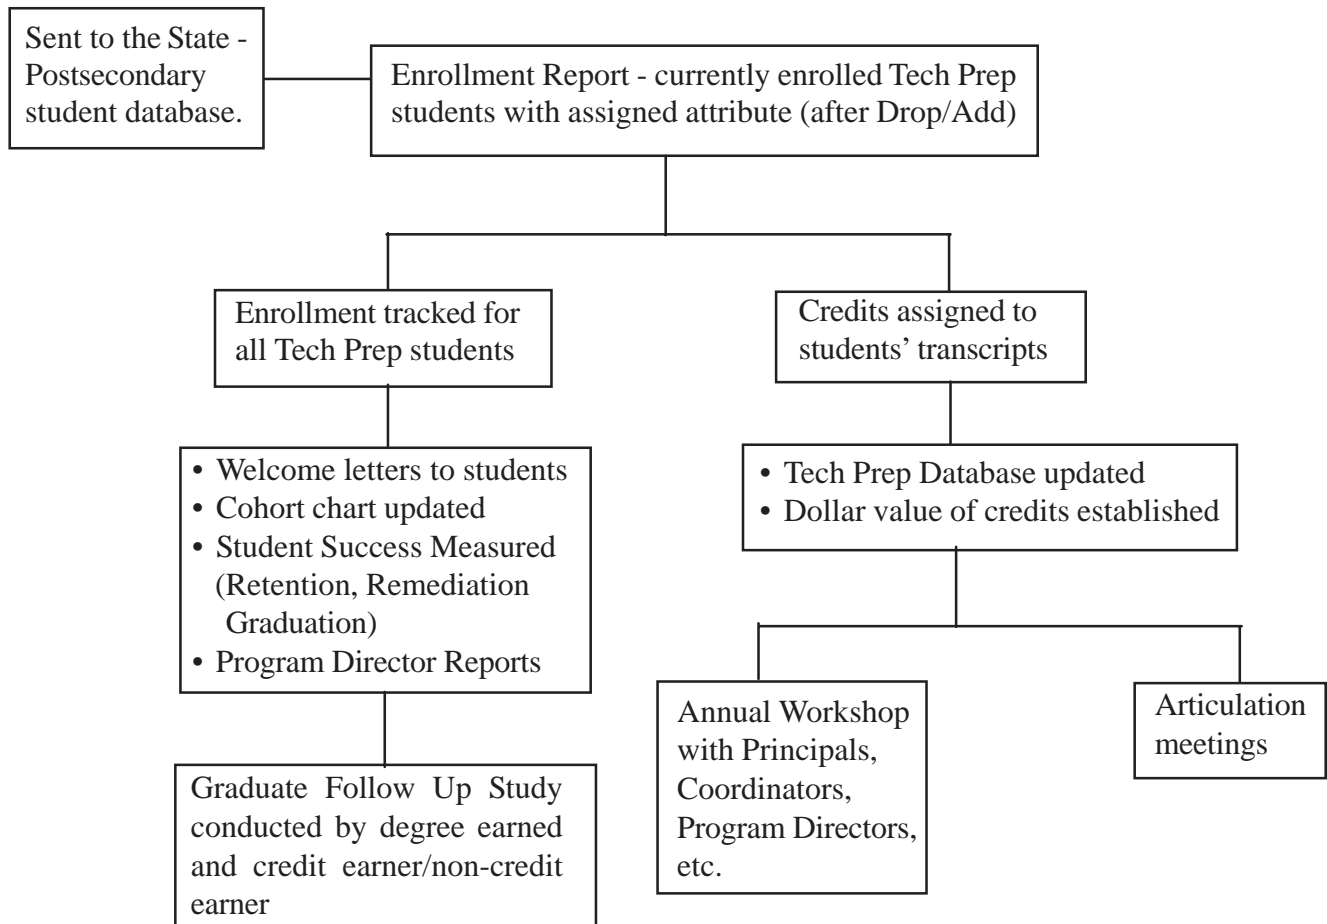 Sent to the State -
Postsecondary
student database.
Enrollment Report - currently enrolled Tech Prep
students with assigned attribute (after Drop/Add)
Enrollment tracked for
all Tech Prep students
Credits assigned to
students’ transcripts
• Welcome letters to students
• Cohort chart updated
• Student Success Measured
(Retention, Remediation
Graduation)
• Program Director Reports
• Tech Prep Database updated
• Dollar value of credits established
Graduate Follow Up Study
conducted by degree earned
and credit earner/non-credit
earner
Annual Workshop
with Principals,
Coordinators,
Program Directors,
etc.
Articulation
meetings